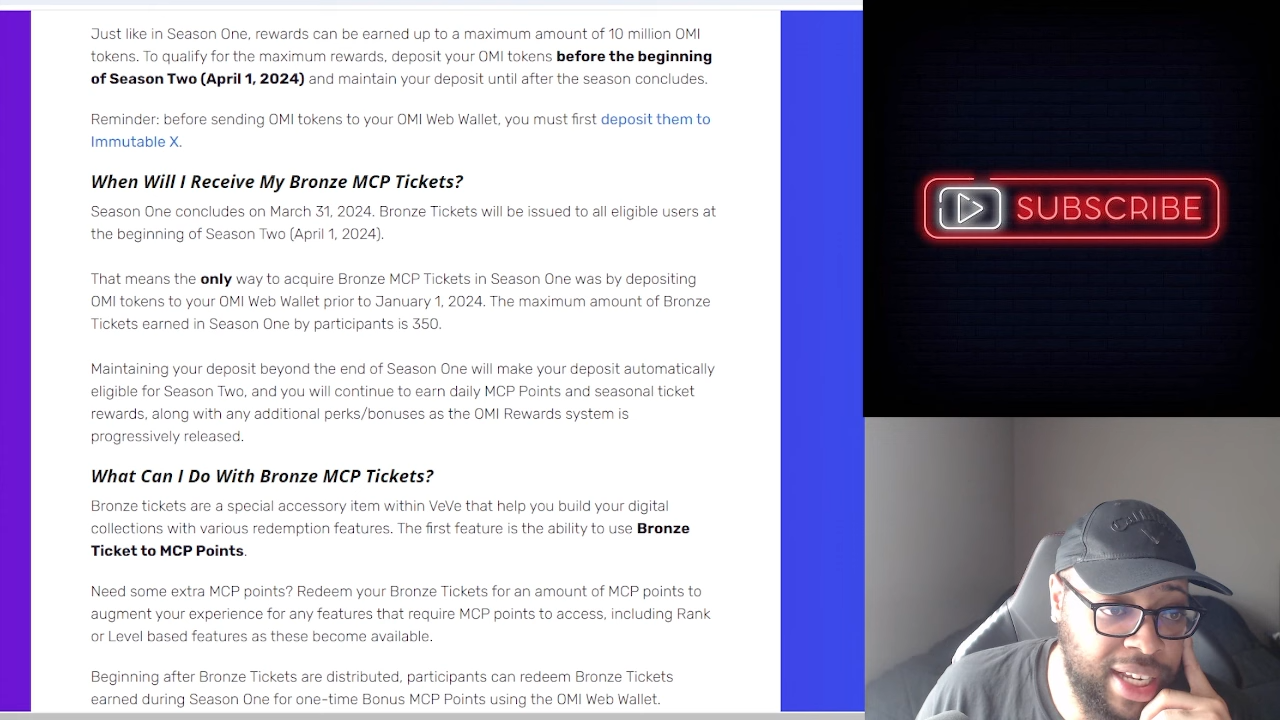 Just like in Season One, rewards can be earned up to a maximum amount of 10 million OMI
tokens. To qualify for the maximum rewards, deposit your OMI tokens before the beginning
of Season Two (April 1, 2024) and maintain your deposit until after the season concludes.
Reminder: before sending OMI tokens to your OMI Web Wallet, you must first deposit them to
Immutable X.
When Will I Receive My Bronze MCP Tickets?
Season One concludes on March 31, 2024. Bronze Tickets will be issued to all eligible users at
the beginning of Season Two (April 1, 2024).
That means the only way to acquire Bronze MCP Tickets in Season One was by depositing
OMI tokens to your OMI Web Wallet prior to January 1, 2024. The maximum amount of Bronze
Tickets earned in Season One by participants is 350.
Maintaining your deposit beyond the end of Season One will make your deposit automatically
eligible for Season Two, and you will continue to earn daily MCP Points and seasonal ticket
rewards, along with any additional perks/bonuses as the OMI Rewards system is
progressively released.
What Can I Do With Bronze MCP Tickets?
Bronze tickets are a special accessory item within VeVe that help you build your digital
collections with various redemption features. The first feature is the ability to use Bronze
Ticket to MCP Points.
Need some extra MCP points? Redeem your Bronze Tickets for an amount of MCP points to
augment your experience for any features that require MCP points to access, including Rank
or Level based features as these become available.
Beginning after Bronze Tickets are distributed, participants can redeem Bronze Tickets
earned during Season One for one-time Bonus MCP Points using the OMI Web Wallet.
SUBSCRIBE